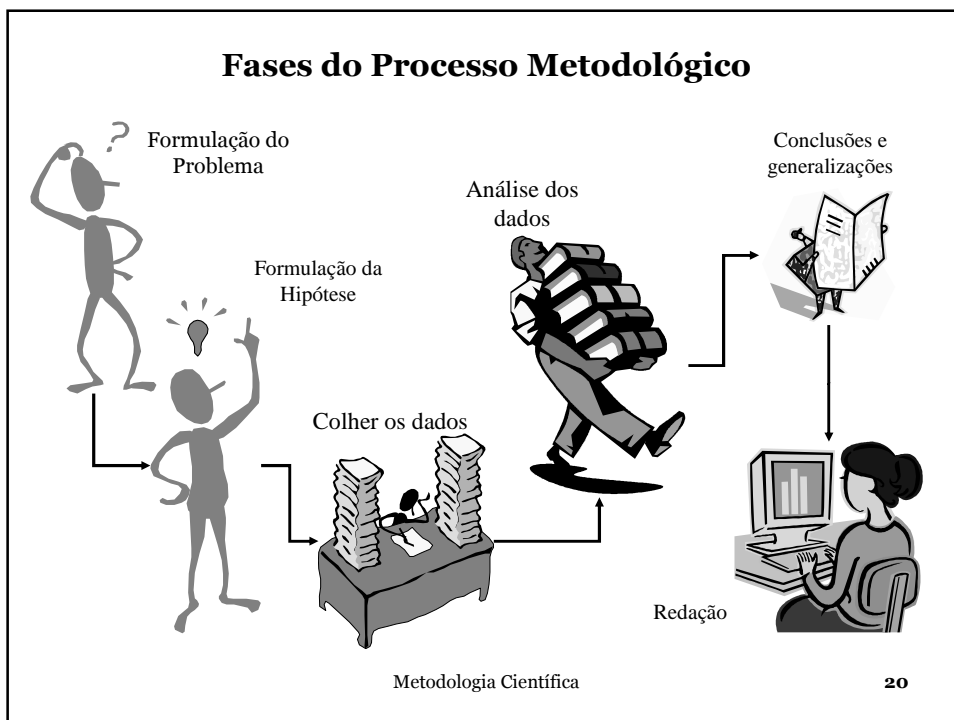 Fases do Processo Metodológico
?
Formulação do
Problema
Formulação da
Hipótese
Colher os dados
Análise dos
dados
Conclusões e
generalizações
Redação
Metodologia Científica
20